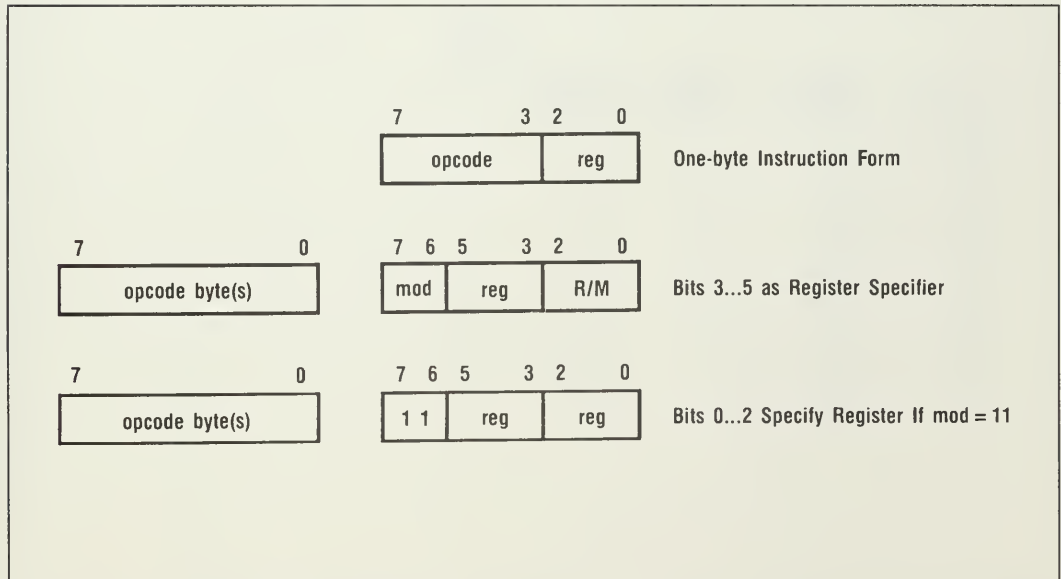 7 3 2 0
opcode reg One-byte Instruction Form
7 0 7 6 5 3 2 0
opcode byte(s) mod reg R/M Bits 3...5 as Register Specifier
7 0 7 6 5 3 2 0
opcode byte(s) 1 1 reg reg Bits 0...2 Specify Register If mod = 11